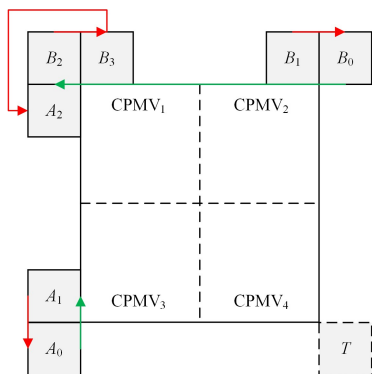 B₂ B₃ B₁ B₀
A₂ CPMV₁ CPMV₂
A₁ CPMV₃ CPMV₄
A₀ T